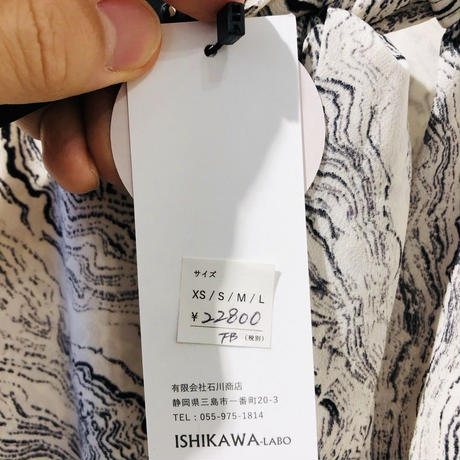 サイズ
XS / S / M / L
¥22800
FB (税別)
有限会社石川商店
静岡県三島市一番町20-3
TEL : 055-975-1814
ISHIKAWA-LABO